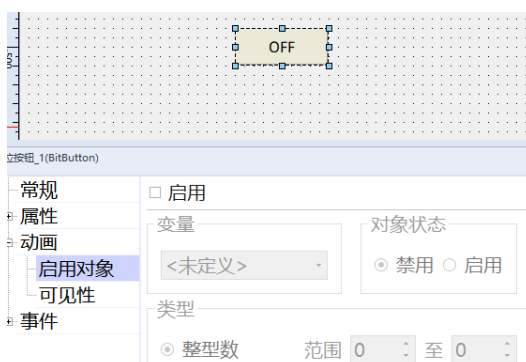 OFF
位按钮_1(BitButton)
常规
启用
属性
变量
对象状态
动画
启用对象
<未定义>
禁用
启用
可见性
类型
事件
整型数
范围
0
至
0